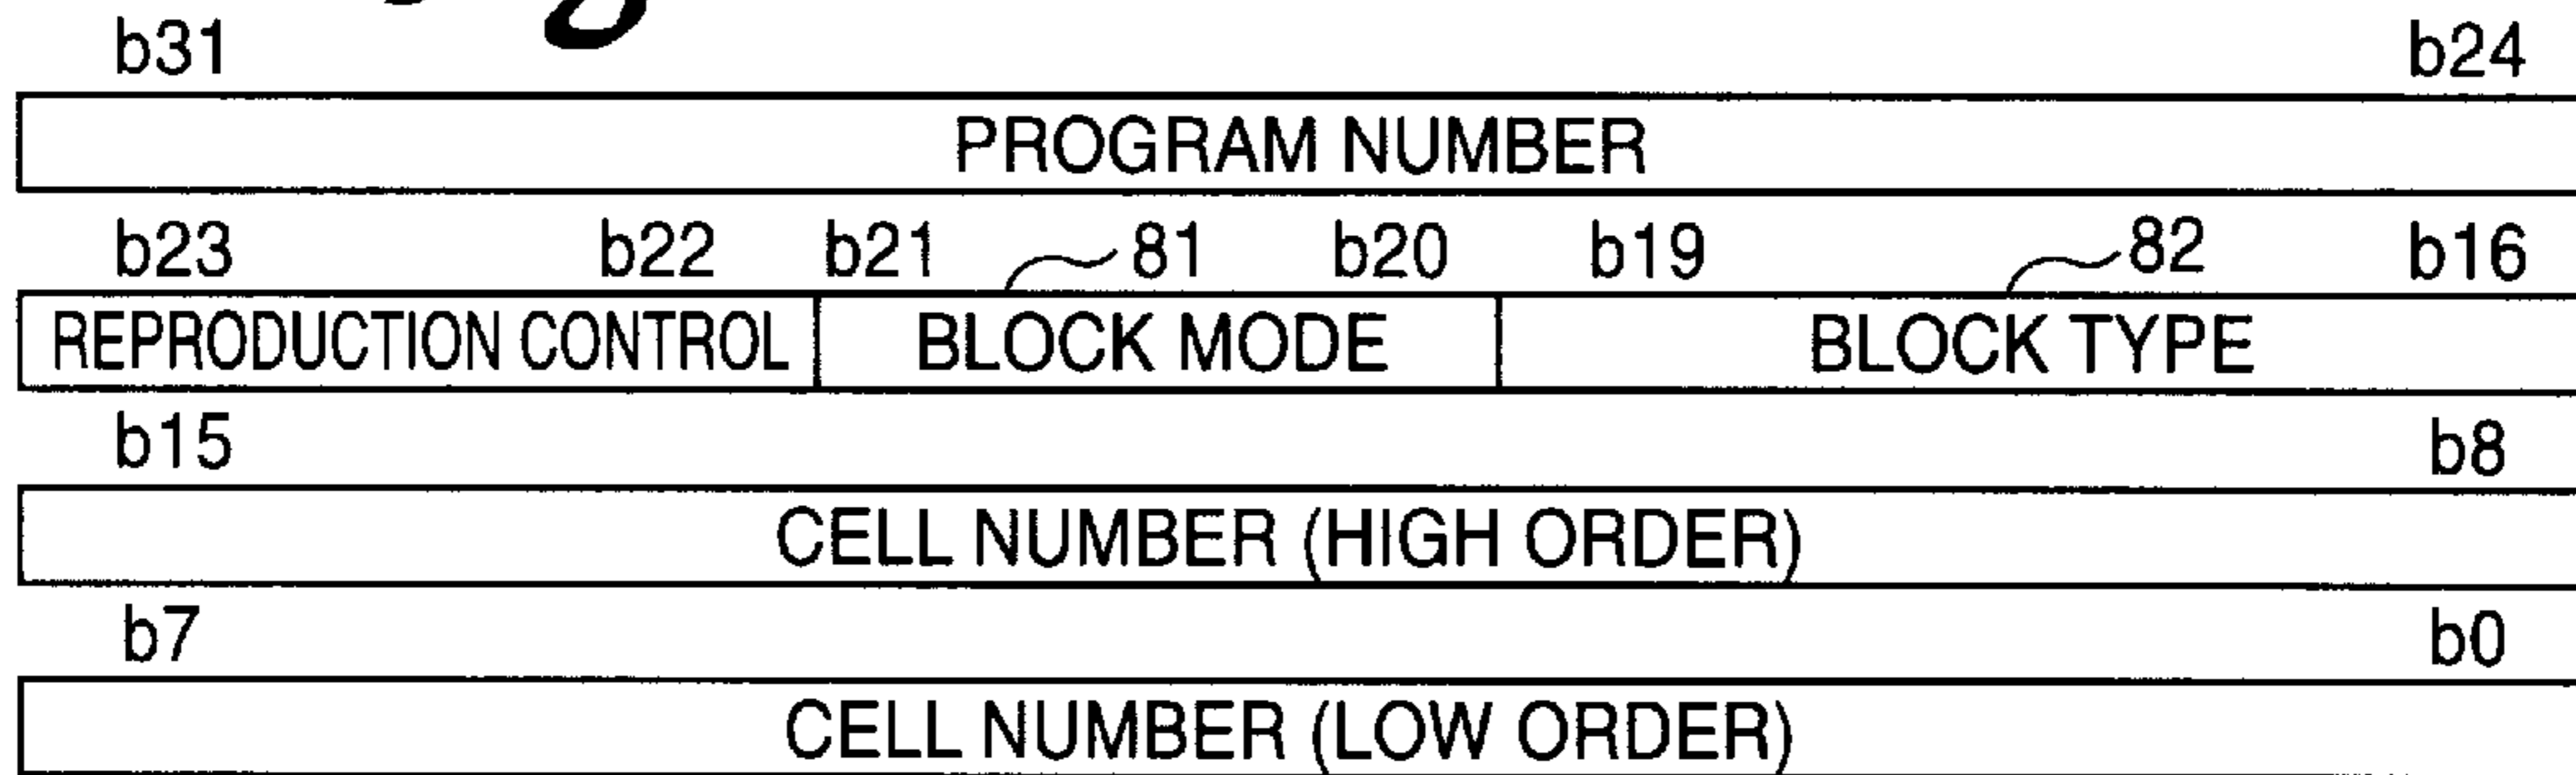 b31 b24
PROGRAM NUMBER
b23 b22 b21 81 b20 b19 82 b16
REPRODUCTION CONTROL BLOCK MODE BLOCK TYPE
b15 b8
CELL NUMBER (HIGH ORDER)
b7 b0
CELL NUMBER (LOW ORDER)